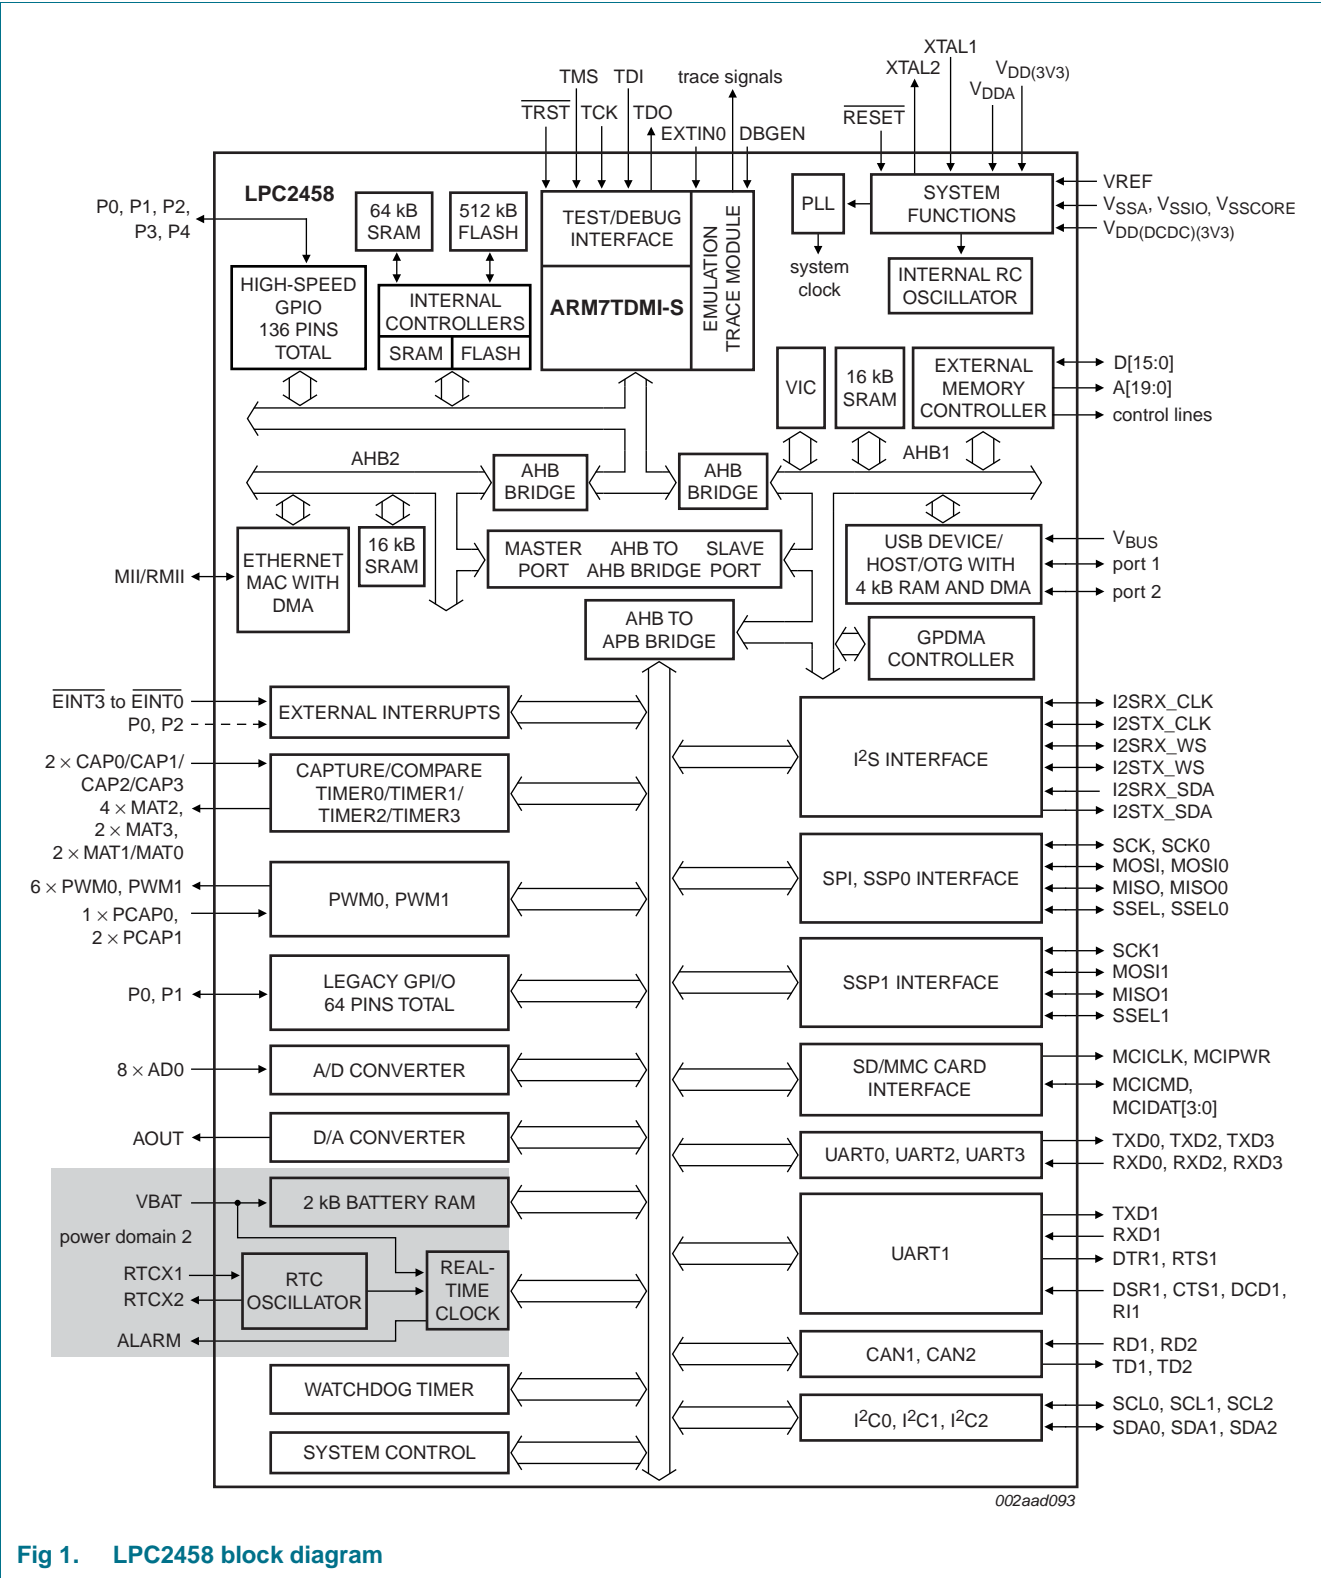 XTAL1
XTAL2
VDD(3V3)
VDDA
RESET
TMS
TDI
trace signals
TRST
TCK
TDO
EXTIN0
DBGEN
LPC2458
P0, P1, P2,
P3, P4
64 kB
SRAM
512 kB
FLASH
TEST/DEBUG
INTERFACE
EMULATION
TRACE MODULE
PLL
SYSTEM
FUNCTIONS
VREF
VSSA, VSSIO, VSSCORE
VDD(DCDC)(3V3)
system
clock
INTERNAL RC
OSCILLATOR
HIGH-SPEED
GPIO
136 PINS
TOTAL
INTERNAL
CONTROLLERS
SRAM
FLASH
ARM7TDMI-S
VIC
16 kB
SRAM
EXTERNAL
MEMORY
CONTROLLER
D[15:0]
A[19:0]
control lines
AHB2
AHB
BRIDGE
AHB
BRIDGE
AHB1
ETHERNET
MAC WITH
DMA
MII/RMII
16 kB
SRAM
MASTER
PORT
AHB TO
AHB BRIDGE
SLAVE
PORT
USB DEVICE/
HOST/OTG WITH
4 kB RAM AND DMA
VBUS
port 1
port 2
AHB TO
APB BRIDGE
GPDMA
CONTROLLER
EINT3 to EINT0
P0, P2
EXTERNAL INTERRUPTS
2 × CAP0/CAP1/
CAP2/CAP3
4 × MAT2,
2 × MAT3,
2 × MAT1/MAT0
CAPTURE/COMPARE
TIMER0/TIMER1/
TIMER2/TIMER3
6 × PWM0, PWM1
1 × PCAP0,
2 × PCAP1
PWM0, PWM1
P0, P1
LEGACY GPI/O
64 PINS TOTAL
8 × AD0
A/D CONVERTER
AOUT
D/A CONVERTER
VBAT
2 kB BATTERY RAM
power domain 2
RTCX1
RTCX2
RTC
OSCILLATOR
REAL-
TIME
CLOCK
ALARM
WATCHDOG TIMER
SYSTEM CONTROL
I2S INTERFACE
I2SRX_CLK
I2STX_CLK
I2SRX_WS
I2STX_WS
I2SRX_SDA
I2STX_SDA
SPI, SSP0 INTERFACE
SCK, SCK0
MOSI, MOSI0
MISO, MISO0
SSEL, SSEL0
SSP1 INTERFACE
SCK1
MOSI1
MISO1
SSEL1
SD/MMC CARD
INTERFACE
MCICLK, MCIPWR
MCICMD,
MCIDAT[3:0]
UART0, UART2, UART3
TXD0, TXD2, TXD3
RXD0, RXD2, RXD3
UART1
TXD1
RXD1
DTR1, RTS1
DSR1, CTS1, DCD1,
RI1
CAN1, CAN2
RD1, RD2
TD1, TD2
I2C0, I2C1, I2C2
SCL0, SCL1, SCL2
SDA0, SDA1, SDA2
002aad093
Fig 1. LPC2458 block diagram